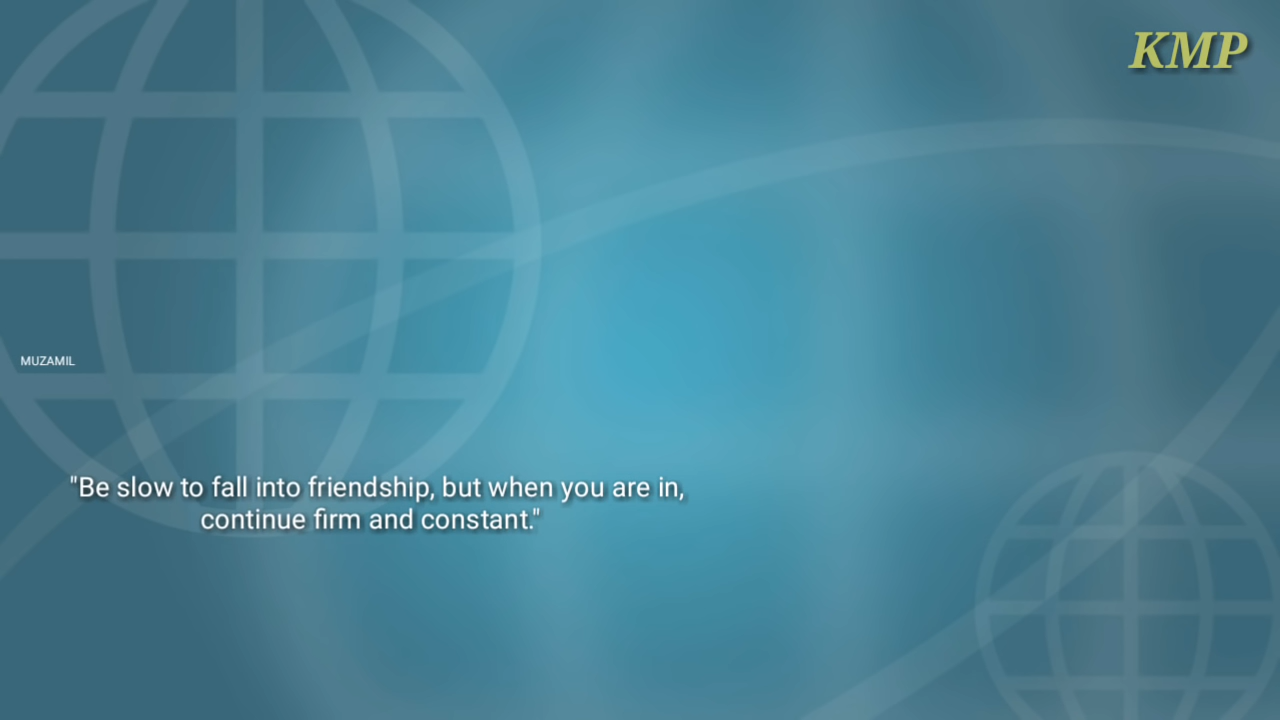 KMP
MUZAMIL
"Be slow to fall into friendship, but when you are in,
continue firm and constant."